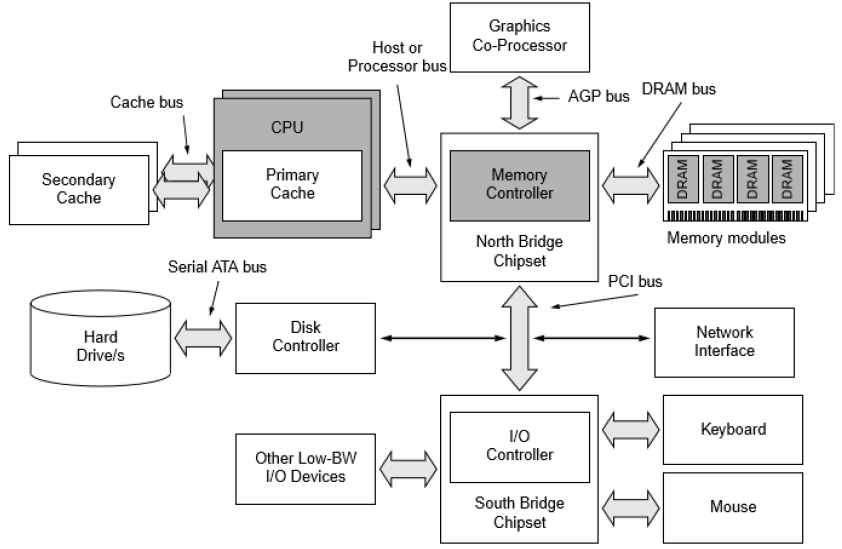 Graphics
Co-Processor
Host or
Processor bus
AGP bus
DRAM bus
Cache bus
CPU
Secondary
Cache
Primary
Cache
Memory
Controller
North Bridge
Chipset
DRAM
DRAM
DRAM
DRAM
Memory modules
Serial ATA bus
PCI bus
Hard
Drive/s
Disk
Controller
Network
Interface
Other Low-BW
I/O Devices
I/O
Controller
South Bridge
Chipset
Keyboard
Mouse